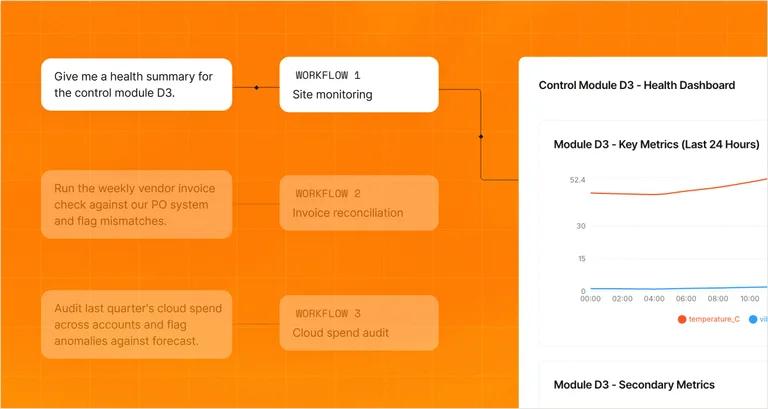 Give me a health summary for
the control module D3.
WORKFLOW 1
Site monitoring
Run the weekly vendor invoice
check against our PO system
and flag mismatches.
WORKFLOW 2
Invoice reconciliation
Audit last quarter's cloud spend
across accounts and flag
anomalies against forecast.
WORKFLOW 3
Cloud spend audit
Control Module D3 - Health Dashboard
Module D3 - Key Metrics (Last 24 Hours)
52.4
30
15
0
00:00 02:00 04:00 06:00 08:00 10:00
temperature_C
Module D3 - Secondary Metrics